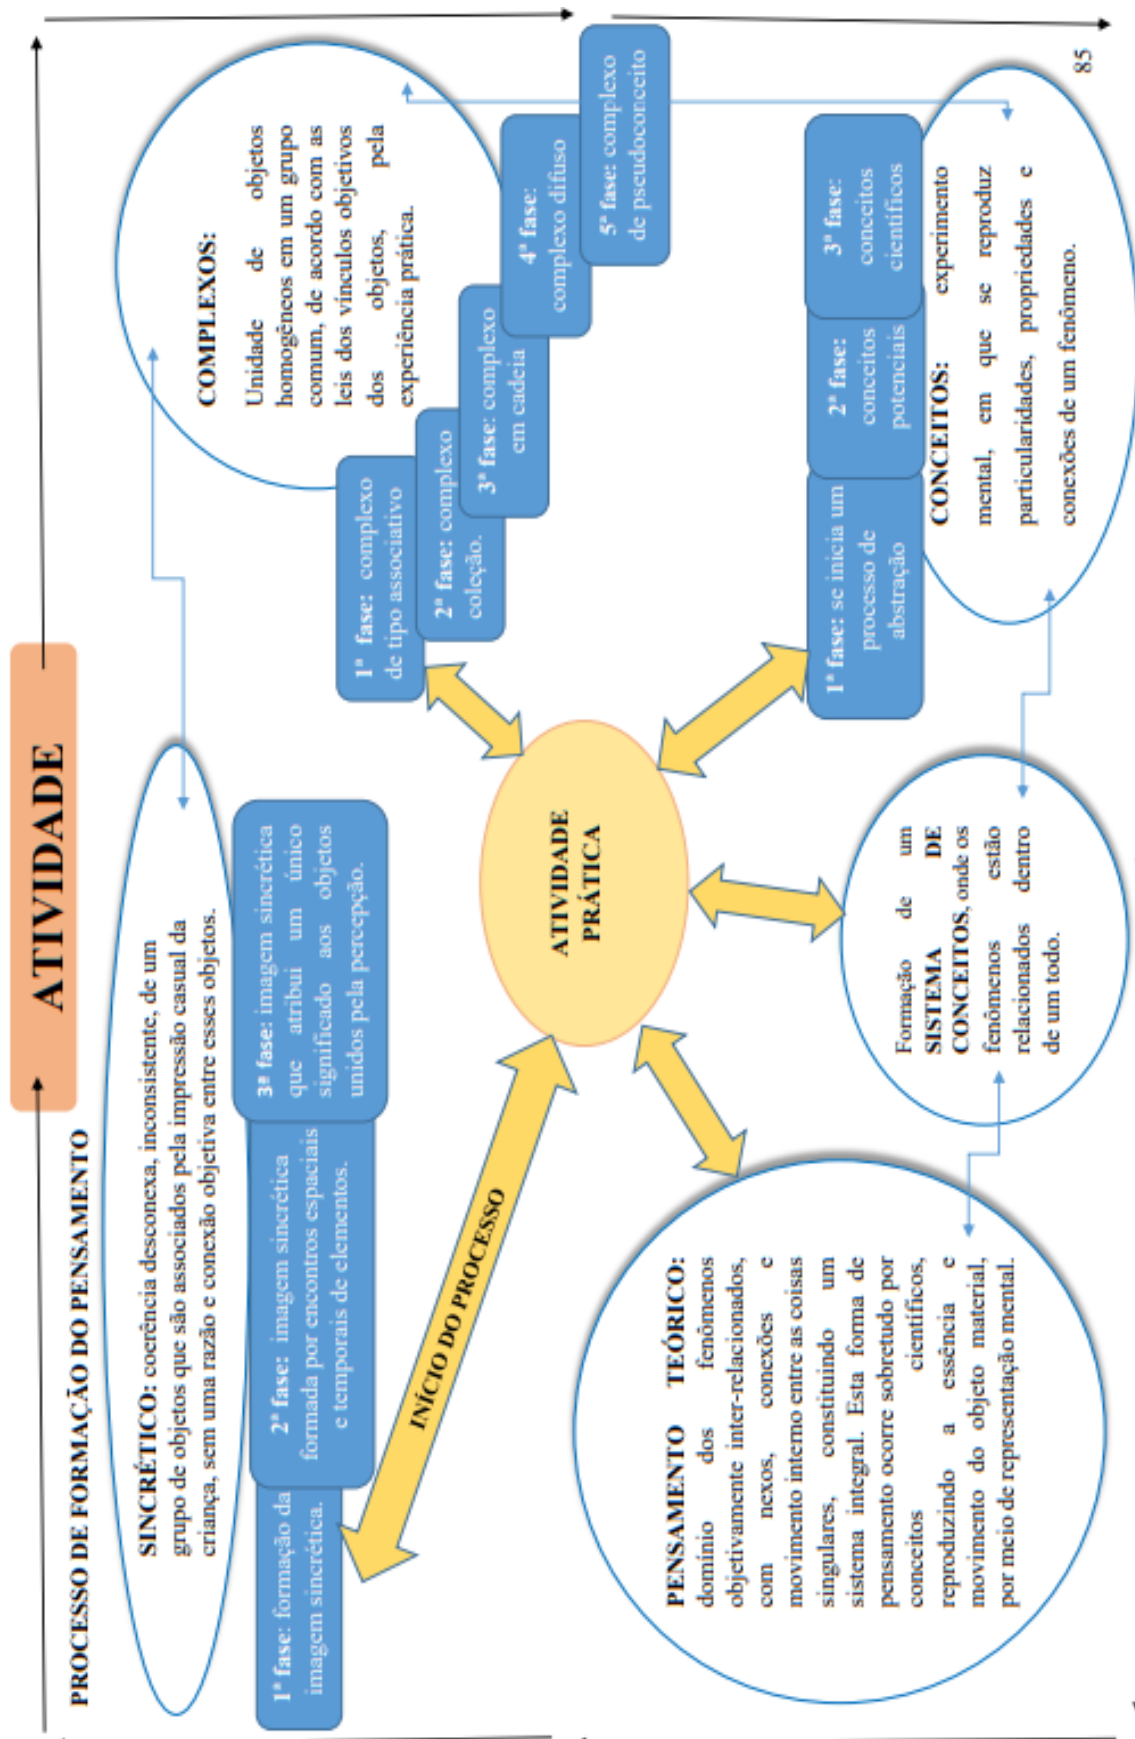 ATIVIDADE
PROCESSO DE FORMAÇÃO DO PENSAMENTO
SINCRÉTICO: coerência desconexa, inconsistente, de um
grupo de objetos que são associados pela impressão casual da
criança, sem uma razão e conexão objetiva entre esses objetos.
1ª fase: formação da
imagem sincrética.
2ª fase: imagem sincrética
formada por encontros espaciais
e temporais de elementos.
3ª fase: imagem sincrética
que atribui um único
significado aos objetos
unidos pela percepção.
COMPLEXOS:
Unidade de objetos
homogêneos em um grupo
comum, de acordo com as
leis dos vínculos objetivos
dos objetos, pela
experiência prática.
1ª fase: complexo
de tipo associativo
2ª fase: complexo
coleção.
3ª fase: complexo
em cadeia
4ª fase:
complexo difuso
5ª fase: complexo
de pseudoconceito
INÍCIO DO PROCESSO
ATIVIDADE
PRÁTICA
PENSAMENTO TEÓRICO:
domínio dos fenômenos
objetivamente inter-relacionados,
com nexos, conexões e
movimento interno entre as coisas
singulares, constituindo um
sistema integral. Esta forma de
pensamento ocorre sobretudo por
conceitos científicos,
reproduzindo a essência e
movimento do objeto material,
por meio de representação mental.
Formação de um
SISTEMA DE
CONCEITOS, onde os
fenômenos estão
relacionados dentro
de um todo.
1ª fase: se inicia um
processo de
abstração
2ª fase:
conceitos
potenciais
3ª fase:
conceitos
científicos
CONCEITOS: experimento
mental, em que se reproduz
particularidades, propriedades e
conexões de um fenômeno.
85